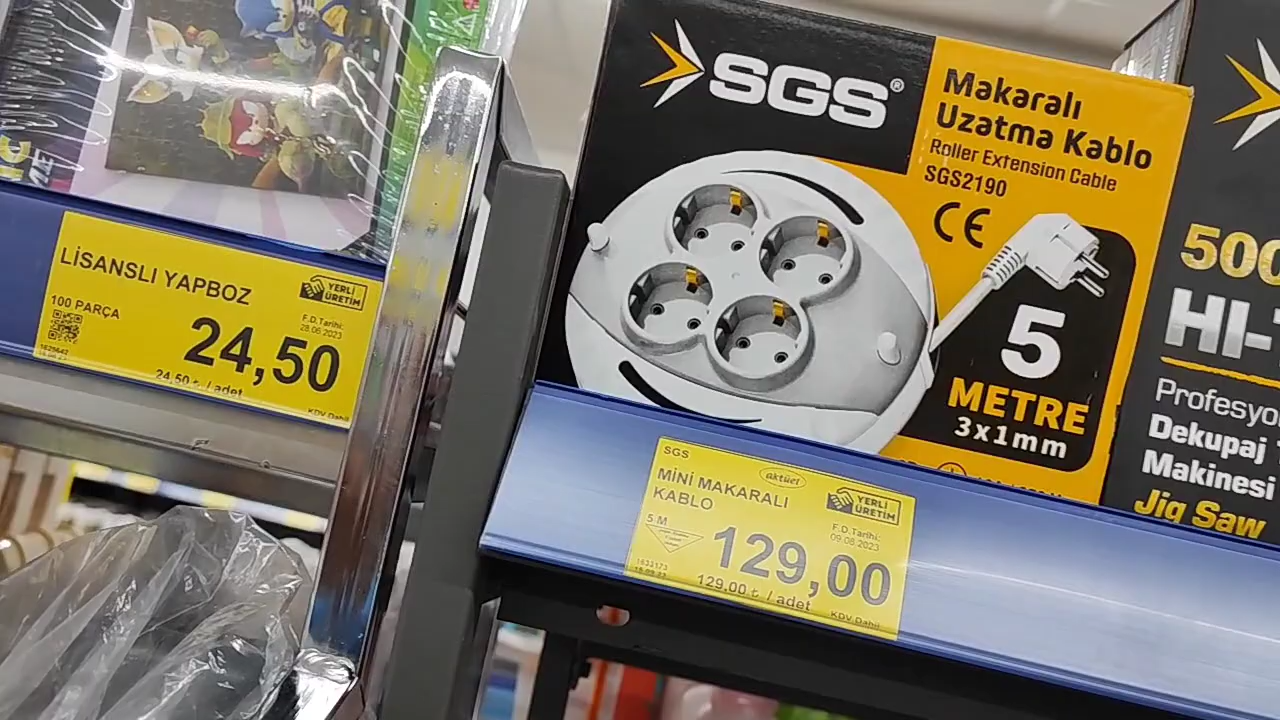 LİSANSLI YAPBOZ
YERLİ
ÜRETİM
100 PARÇA
F.D.Tarihi:
28.06.2023
24,50
24,50 ₺ / adet
KDV Dahil
SGS®
Makaralı
Uzatma Kablo
Roller Extension Cable
SGS2190
CE
5
METRE
3x1mm
SGS
aktüel
MİNİ MAKARALI
KABLO
YERLİ
ÜRETİM
5 M
F.D.Tarihi:
09.08.2023
129,00
1633173
129,00 ₺ / adet
KDV Dahil
500
HI-
Profesyo
Dekupaj
Makinesi
Jig Saw